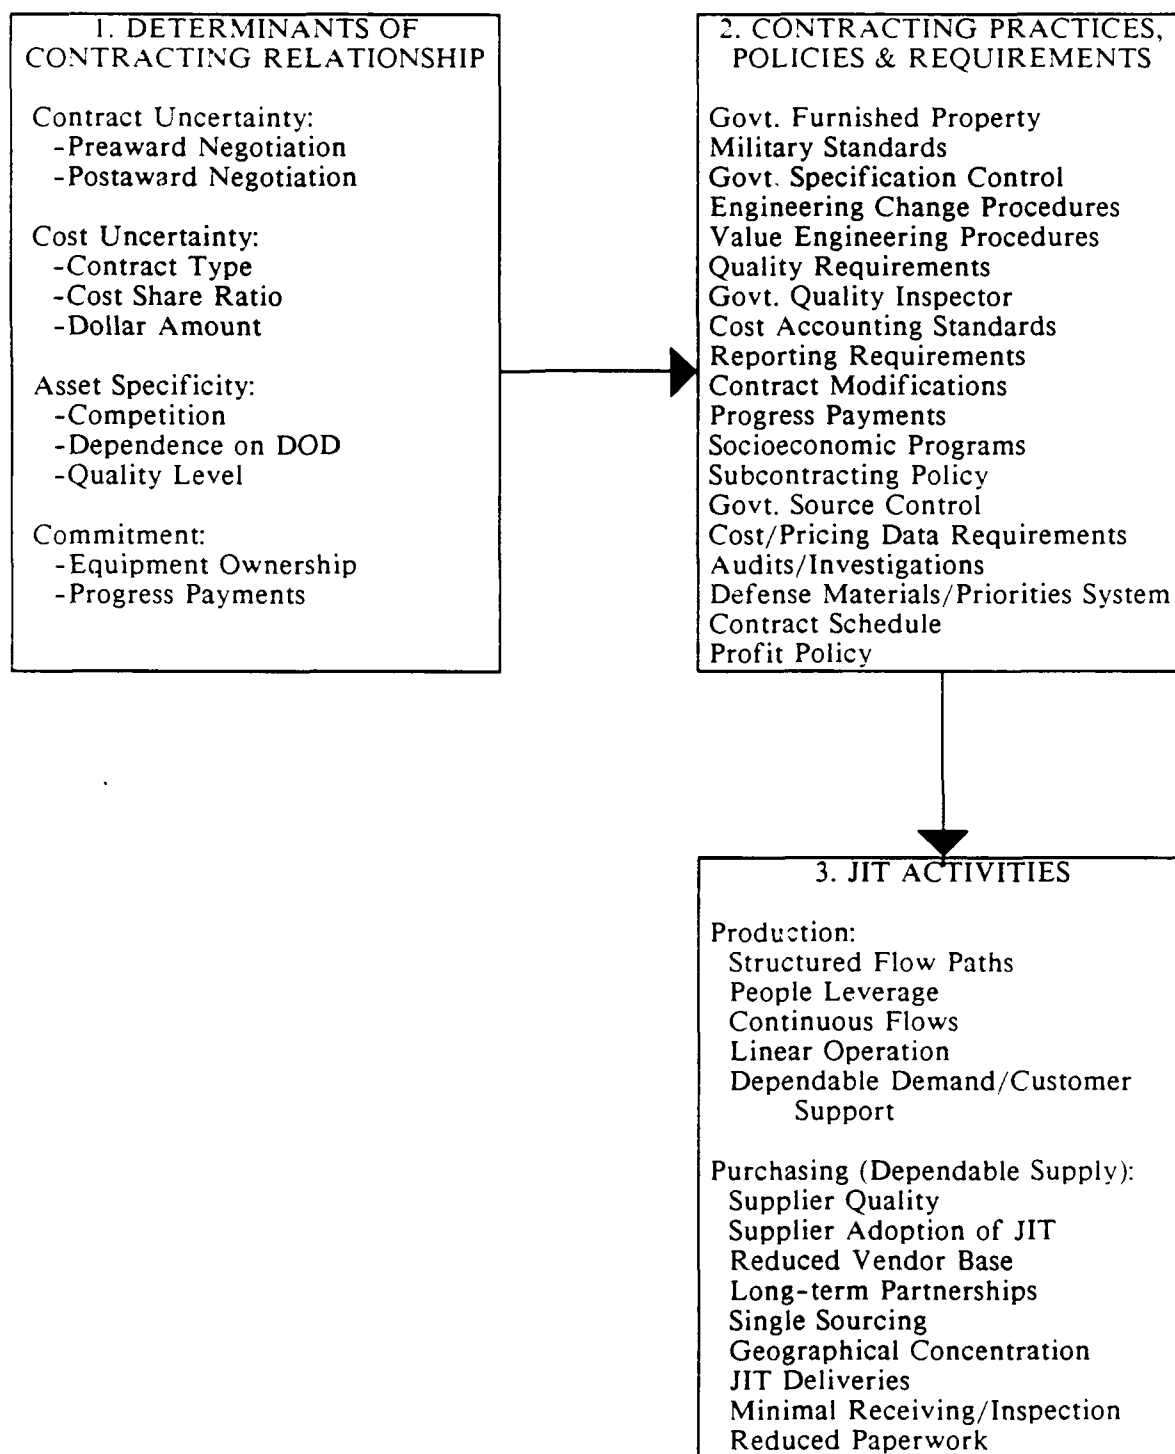 1. DETERMINANTS OF
CONTRACTING RELATIONSHIP
Contract Uncertainty:
-Preaward Negotiation
-Postaward Negotiation
Cost Uncertainty:
-Contract Type
-Cost Share Ratio
-Dollar Amount
Asset Specificity:
-Competition
-Dependence on DOD
-Quality Level
Commitment:
-Equipment Ownership
-Progress Payments
2. CONTRACTING PRACTICES,
POLICIES & REQUIREMENTS
Govt. Furnished Property
Military Standards
Govt. Specification Control
Engineering Change Procedures
Value Engineering Procedures
Quality Requirements
Govt. Quality Inspector
Cost Accounting Standards
Reporting Requirements
Contract Modifications
Progress Payments
Socioeconomic Programs
Subcontracting Policy
Govt. Source Control
Cost/Pricing Data Requirements
Audits/Investigations
Defense Materials/Priorities System
Contract Schedule
Profit Policy
3. JIT ACTIVITIES
Production:
Structured Flow Paths
People Leverage
Continuous Flows
Linear Operation
Dependable Demand/Customer
Support
Purchasing (Dependable Supply):
Supplier Quality
Supplier Adoption of JIT
Reduced Vendor Base
Long-term Partnerships
Single Sourcing
Geographical Concentration
JIT Deliveries
Minimal Receiving/Inspection
Reduced Paperwork